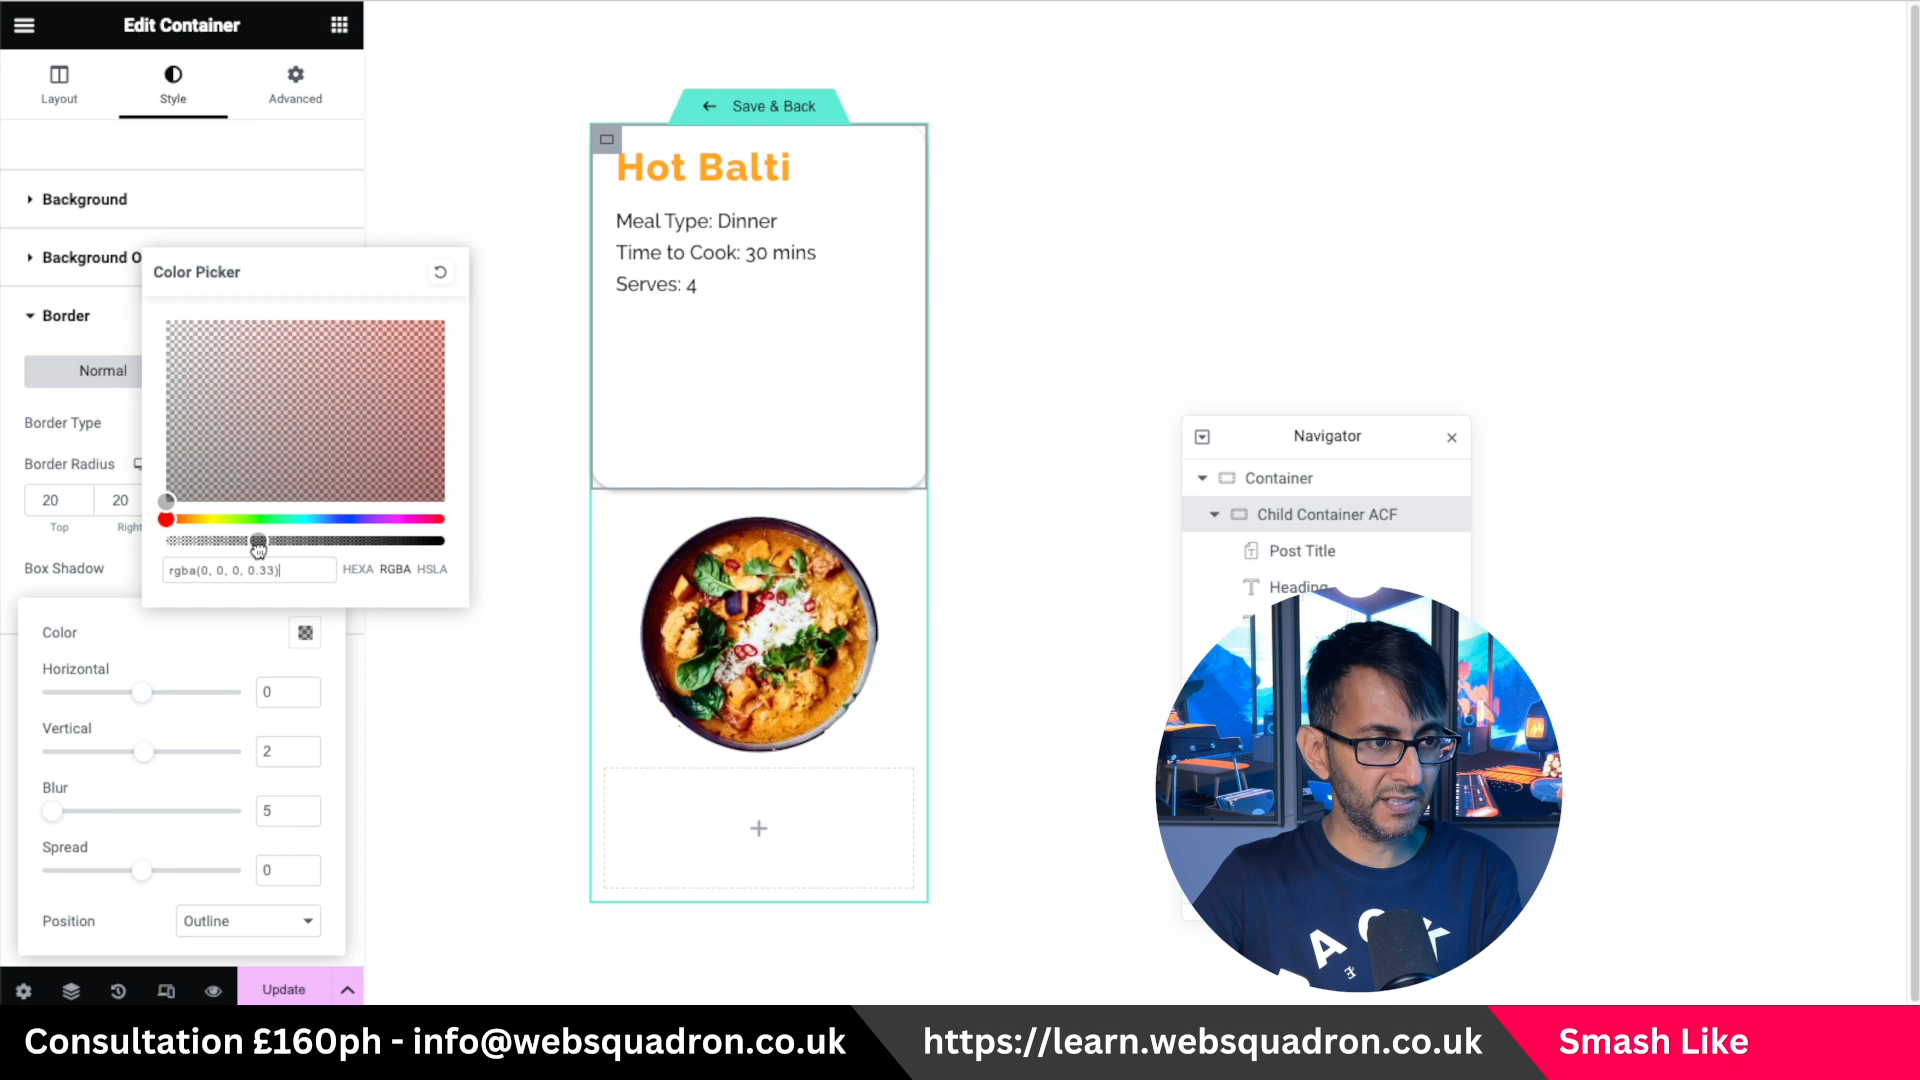 Edit Container
Layout
Style
Advanced
Background
Background O
Color Picker
Border
Normal
Border Type
Border Radius
20
20
Top
Right
Box Shadow
rgba(0, 0, 0, 0.33)
HEXA RGBA HSLA
Color
Horizontal
0
Vertical
2
Blur
5
Spread
0
Position
Outline
Update
Save & Back
Hot Balti
Meal Type: Dinner
Time to Cook: 30 mins
Serves: 4
+
Navigator
Container
Child Container ACF
Post Title
Heading
Consultation £160ph - info@websquadron.co.uk
https://learn.websquadron.co.uk
Smash Like